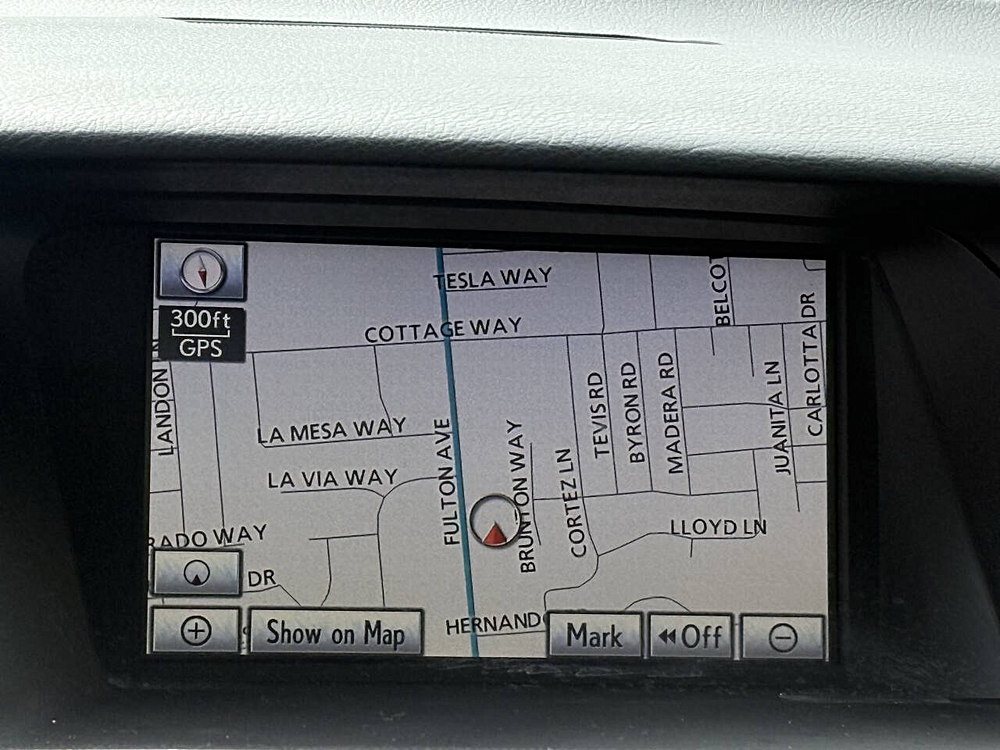 TESLA WAY
COTTAGE WAY
300ft
GPS
BELCOT
CARLOTTA DR
LANDON
LA MESA WAY
LA VIA WAY
FULTON AVE
BRUNTON WAY
CORTEZ LN
TEVIS RD
BYRON RD
MADERA RD
JUANITA LN
LLOYD LN
RADO WAY
DR
HERNAND
Show on Map
Mark
Off